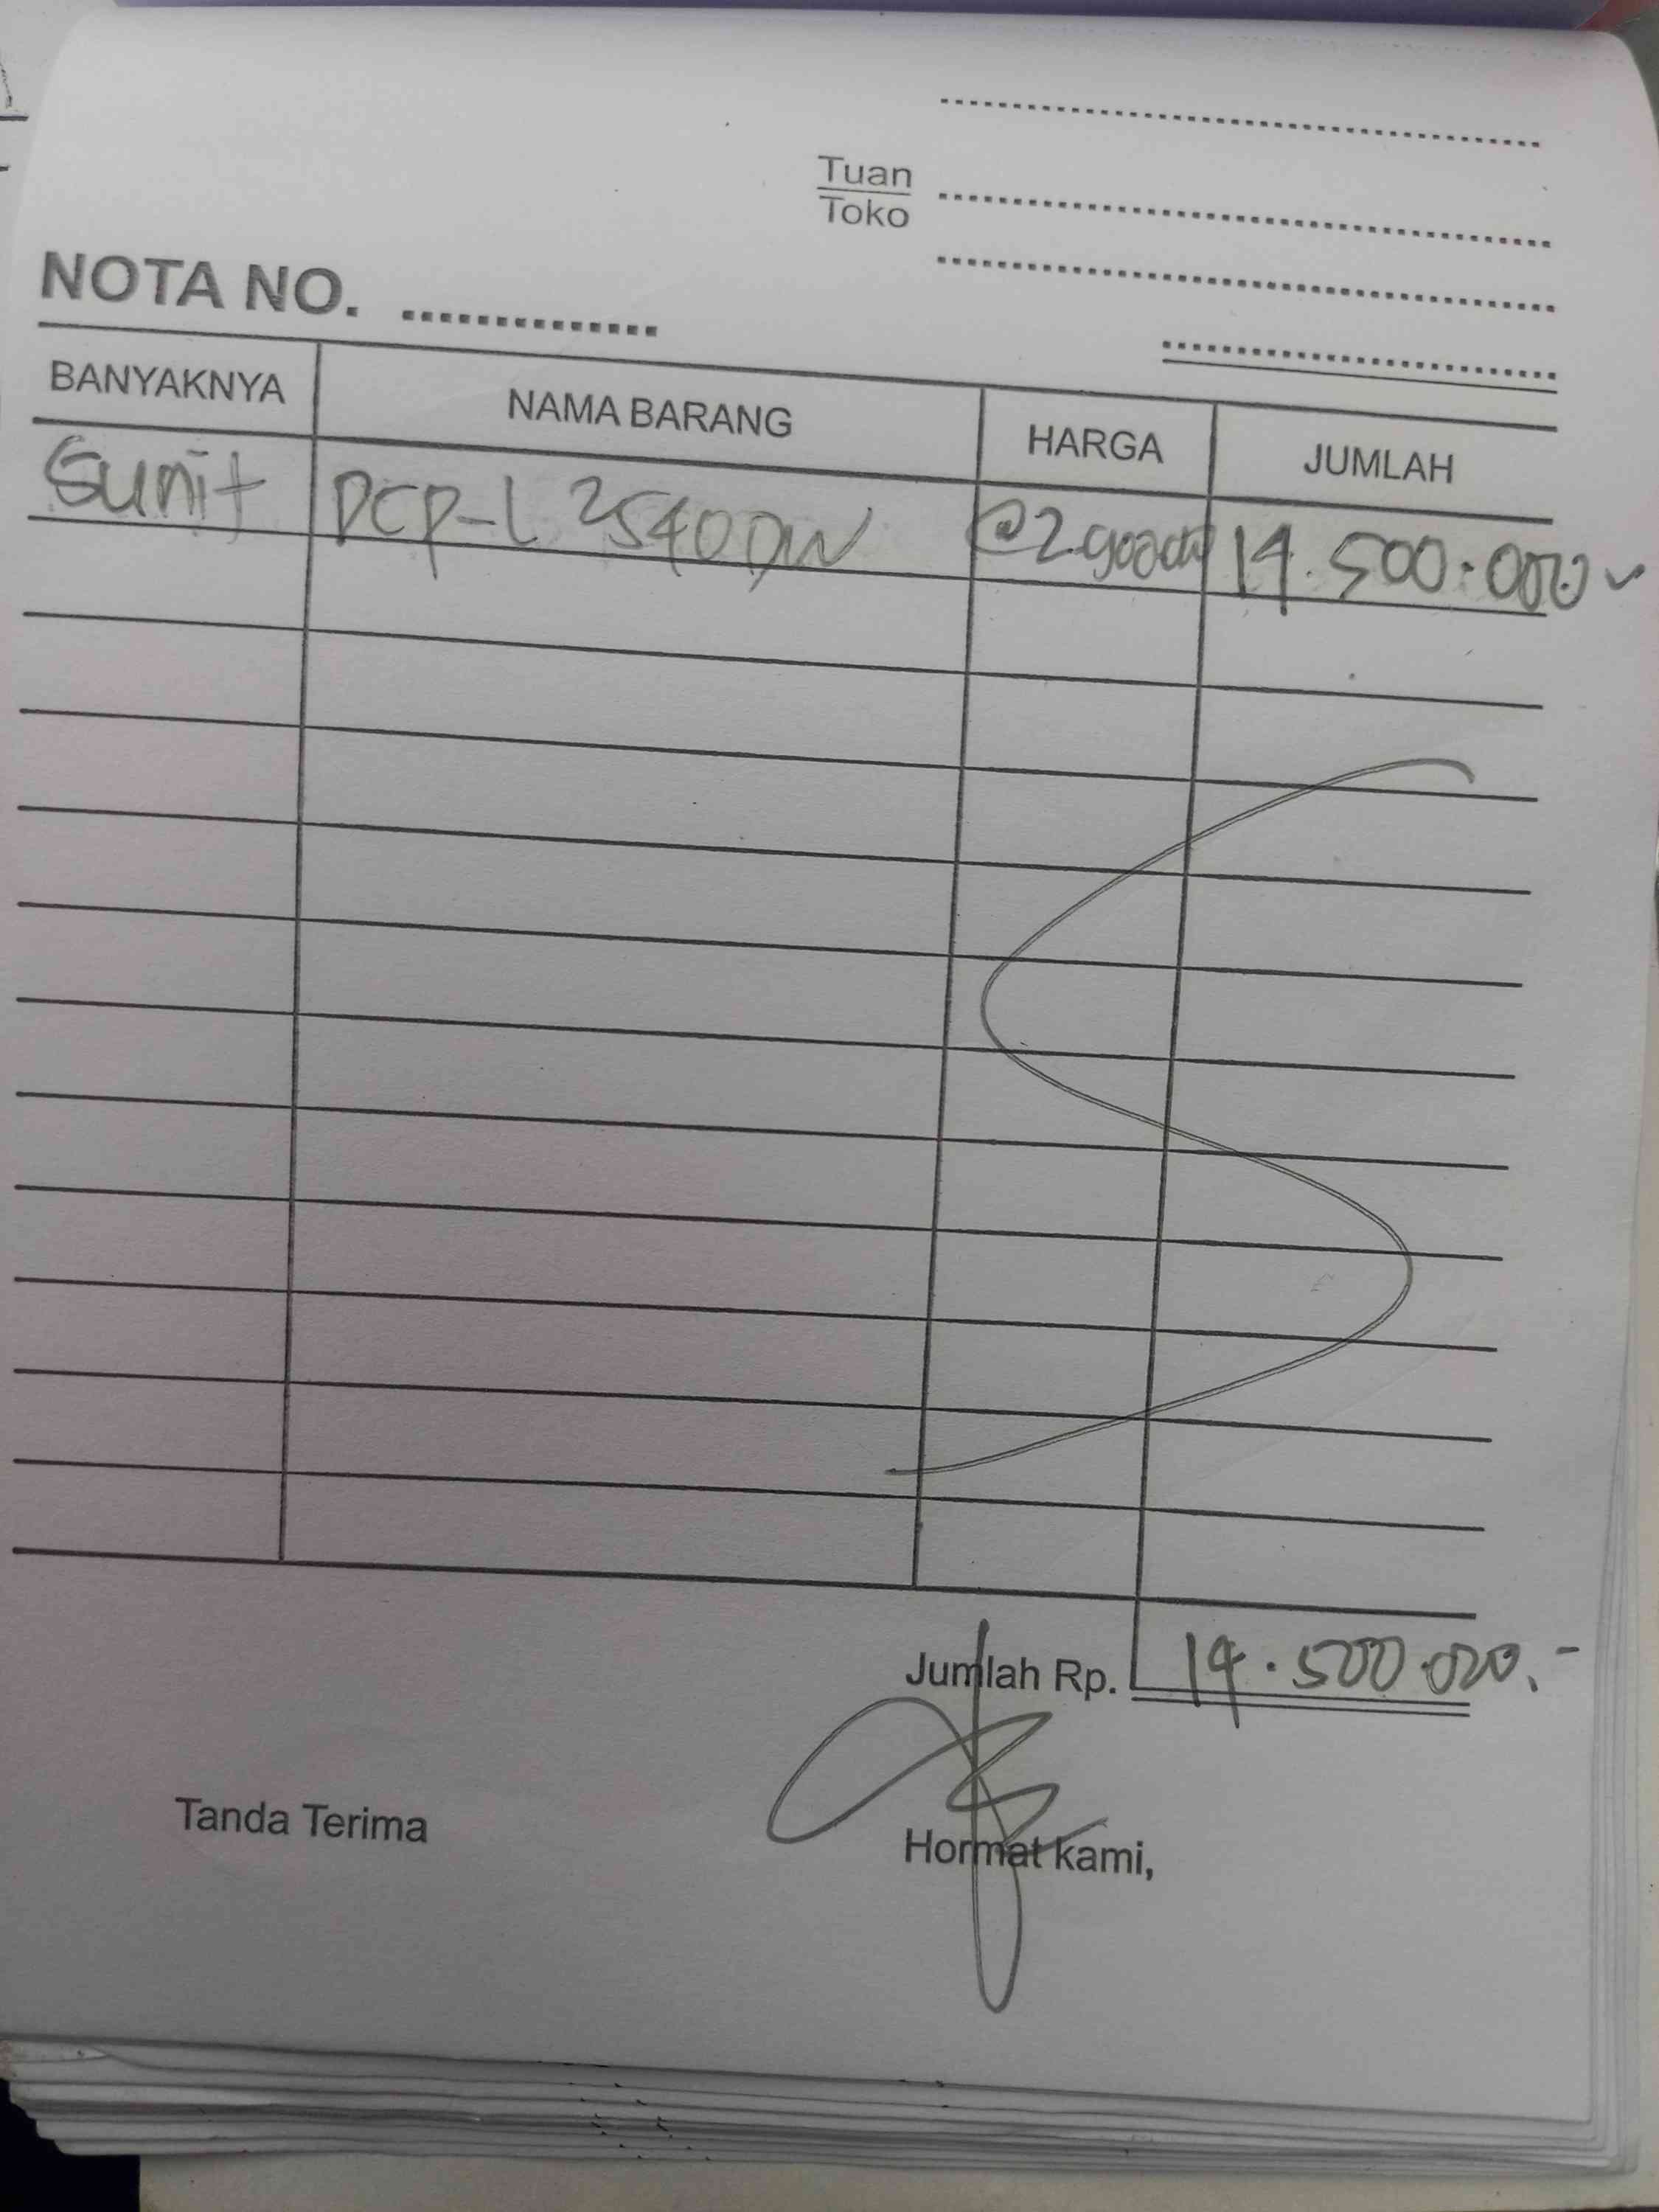 Tuan
Toko
NOTA NO. ..............
BANYAKNYA NAMA BARANG HARGA JUMLAH
5unit DCP-L 2540DW @2.900.000 14.500.000,-
Jumlah Rp. 14.500.000,-
Tanda Terima Hormat kami,